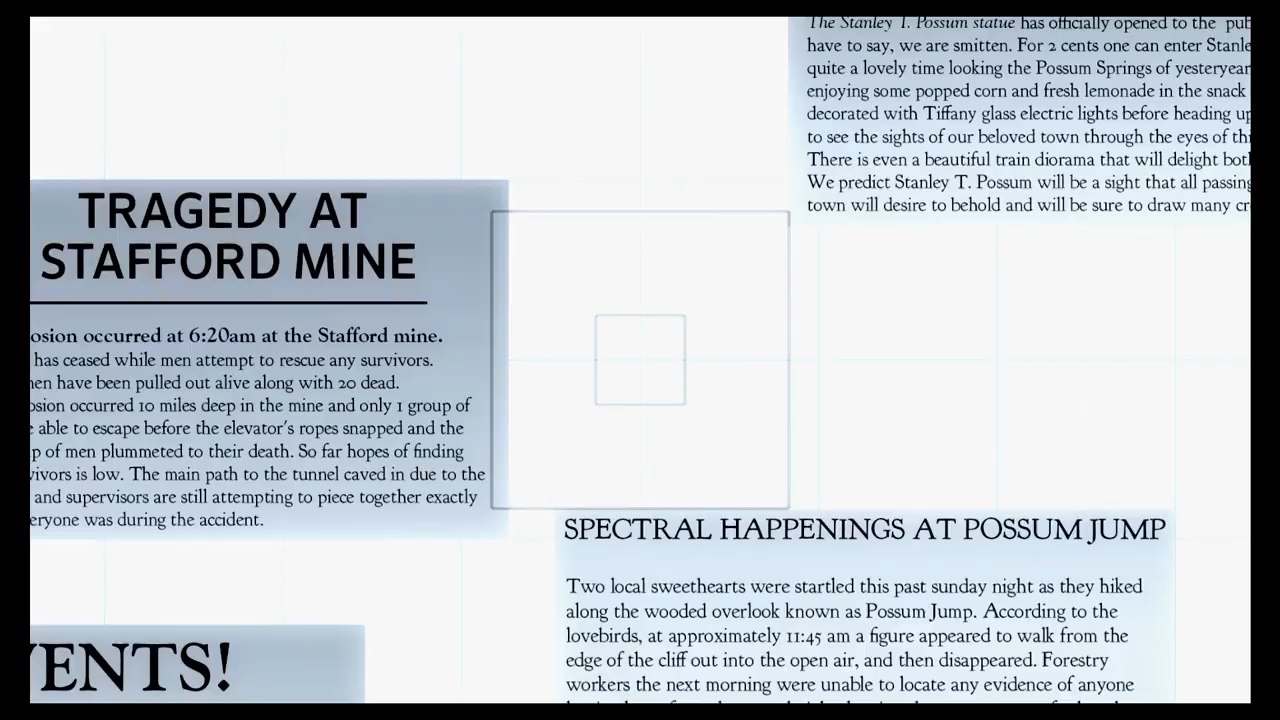 The Stanley T. Possum statue has officially opened to the pub
have to say, we are smitten. For 2 cents one can enter Stanle
quite a lovely time looking the Possum Springs of yesteryear
enjoying some popped corn and fresh lemonade in the snack
decorated with Tiffany glass electric lights before heading up
to see the sights of our beloved town through the eyes of thi
There is even a beautiful train diorama that will delight both
We predict Stanley T. Possum will be a sight that all passing
town will desire to behold and will be sure to draw many cr
TRAGEDY AT
STAFFORD MINE
osion occurred at 6:20am at the Stafford mine.
has ceased while men attempt to rescue any survivors.
en have been pulled out alive along with 20 dead.
osion occurred 10 miles deep in the mine and only 1 group of
e able to escape before the elevator's ropes snapped and the
p of men plummeted to their death. So far hopes of finding
vivors is low. The main path to the tunnel caved in due to the
and supervisors are still attempting to piece together exactly
eryone was during the accident.
VENTS!
SPECTRAL HAPPENINGS AT POSSUM JUMP
Two local sweethearts were startled this past sunday night as they hiked
along the wooded overlook known as Possum Jump. According to the
lovebirds, at approximately 11:45 am a figure appeared to walk from the
edge of the cliff out into the open air, and then disappeared. Forestry
workers the next morning were unable to locate any evidence of anyone